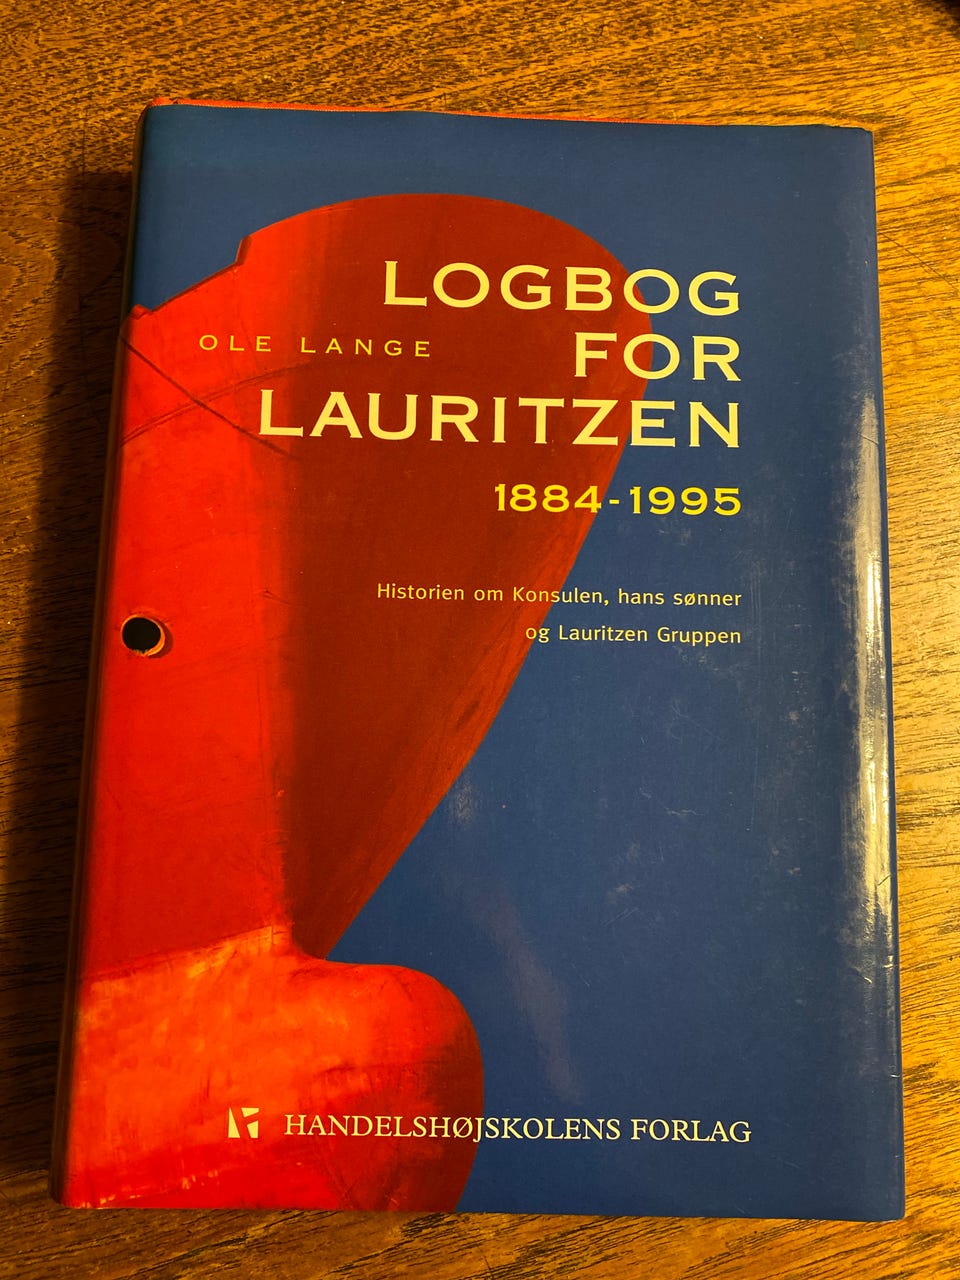 LOGBOG
FOR
OLE LANGE
LAURITZEN
1884-1995
Historien om Konsulen, hans sønner
og Lauritzen Gruppen
HANDELSHØJSKOLENS FORLAG